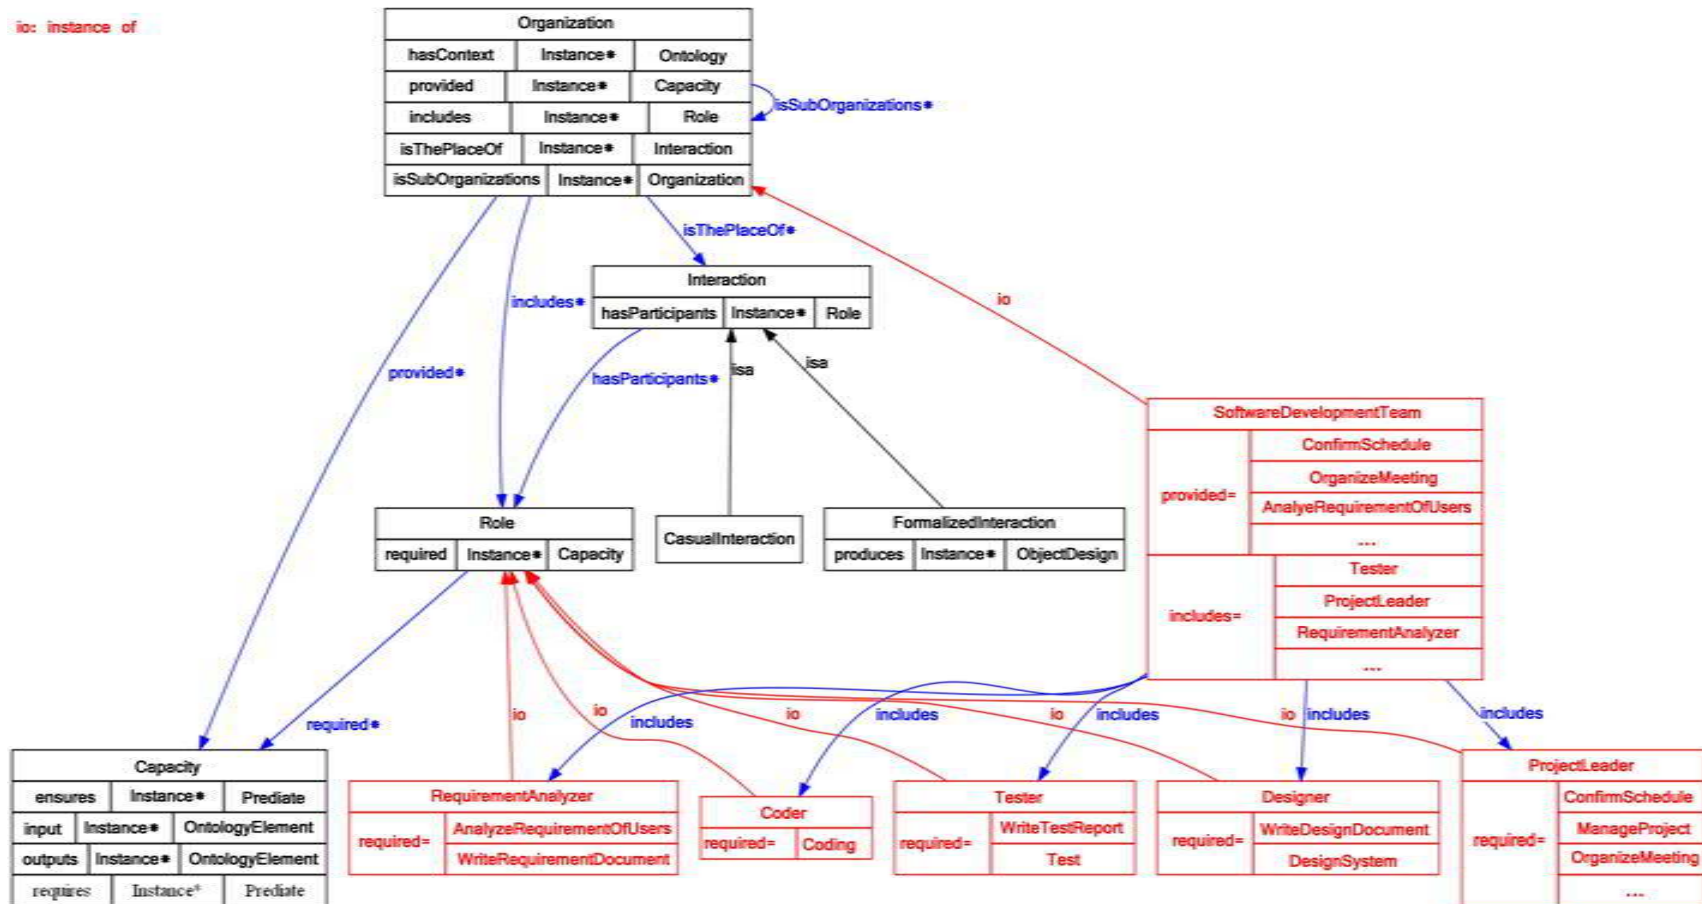 io: instance of
Organization
hasContext Instance* Ontology
provided Instance* Capacity
includes Instance* Role
isThePlaceOf Instance* Interaction
isSubOrganizations Instance* Organization
isSubOrganizations*
isThePlaceOf*
includes*
provided*
io
Interaction
hasParticipants Instance* Role
hasParticipants*
isa
isa
SoftwareDevelopmentTeam
provided=
ConfirmSchedule
OrganizeMeeting
AnalyeRequirementOfUsers
...
includes=
Tester
ProjectLeader
RequirementAnalyzer
...
Role
required Instance* Capacity
CasualInteraction
FormalizedInteraction
produces Instance* ObjectDesign
required*
io
io
includes
io
includes
io
includes
io
includes
includes
Capacity
ensures Instance* Prediate
input Instance* OntologyElement
outputs Instance* OntologyElement
requires Instance* Prediate
RequirementAnalyzer
required=
AnalyzeRequirementOfUsers
WriteRequirementDocument
Coder
required= Coding
Tester
required=
WriteTestReport
Test
Designer
required=
WriteDesignDocument
DesignSystem
ProjectLeader
required=
ConfirmSchedule
ManageProject
OrganizeMeeting
...